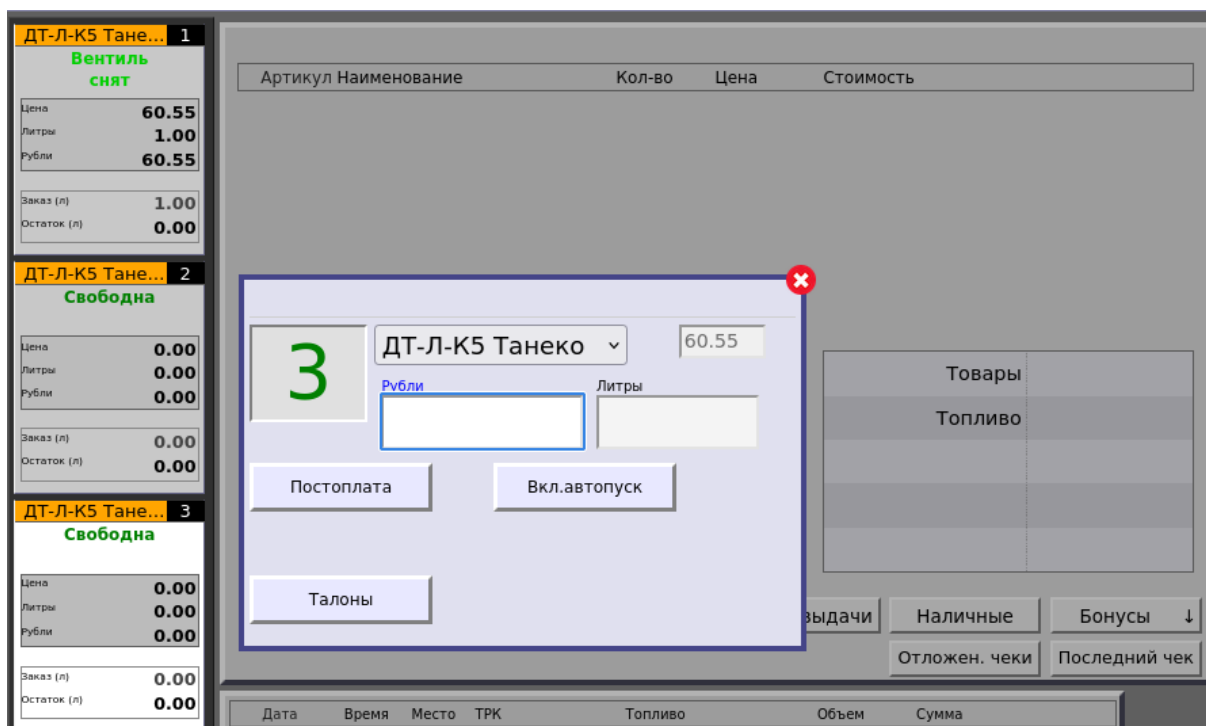 ДТ-Л-К5 Тане... 1
Вентиль
снят
Цена 60.55
Литры 1.00
Рубли 60.55
Заказ (л) 1.00
Остаток (л) 0.00
ДТ-Л-К5 Тане... 2
Свободна
Цена 0.00
Литры 0.00
Рубли 0.00
Заказ (л) 0.00
Остаток (л) 0.00
ДТ-Л-К5 Тане... 3
Свободна
Цена 0.00
Литры 0.00
Рубли 0.00
Заказ (л) 0.00
Остаток (л) 0.00
Артикул Наименование Кол-во Цена Стоимость
3 ДТ-Л-К5 Танеко 60.55
Рубли Литры
Постоплата Вкл.автопуск
Талоны
Товары
Топливо
выдачи Наличные Бонусы ↓
Отложен. чеки Последний чек
Дата Время Место ТРК Топливо Объем Сумма